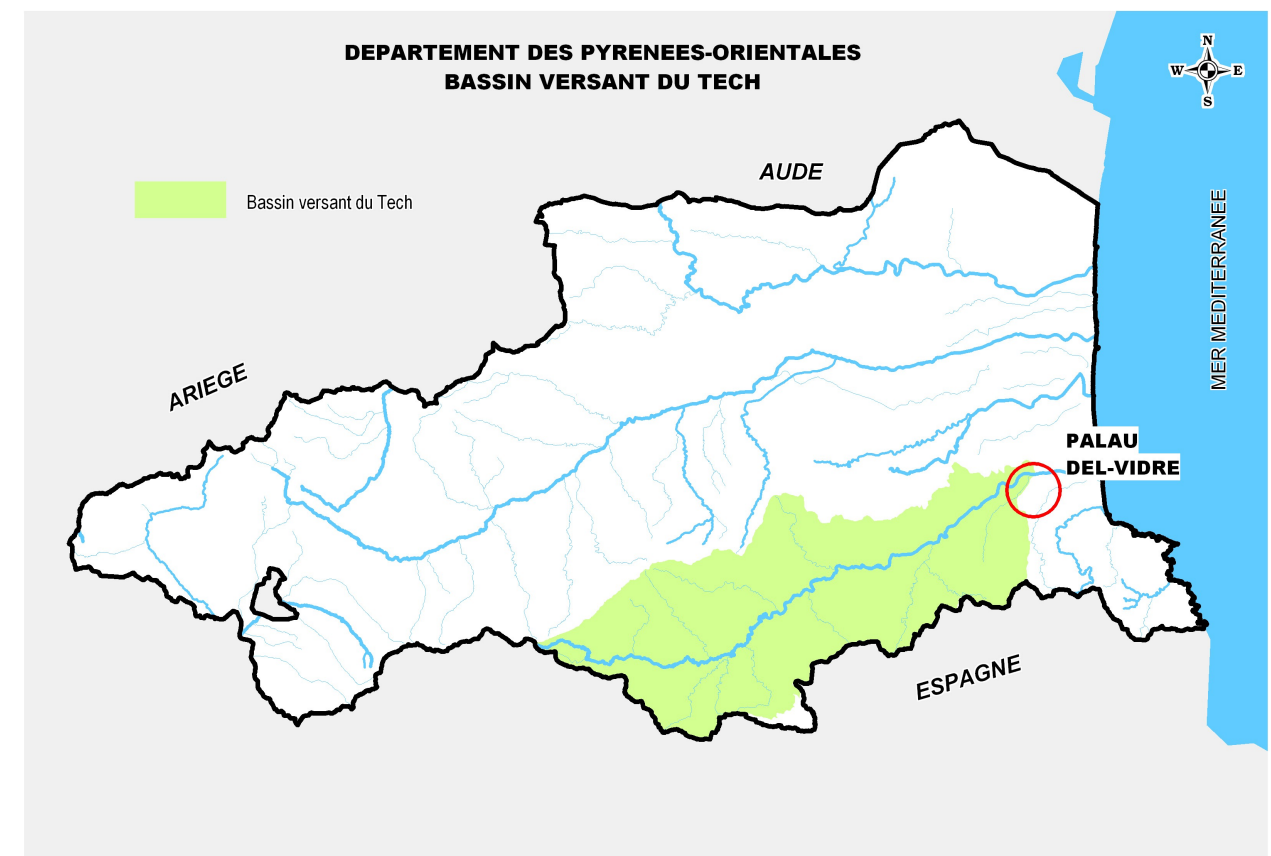 DEPARTEMENT DES PYRENEES-ORIENTALES
BASSIN VERSANT DU TECH
N
W
E
S
AUDE
Bassin versant du Tech
MER MEDITERRANEE
ARIEGE
PALAU
DEL-VIDRE
ESPAGNE